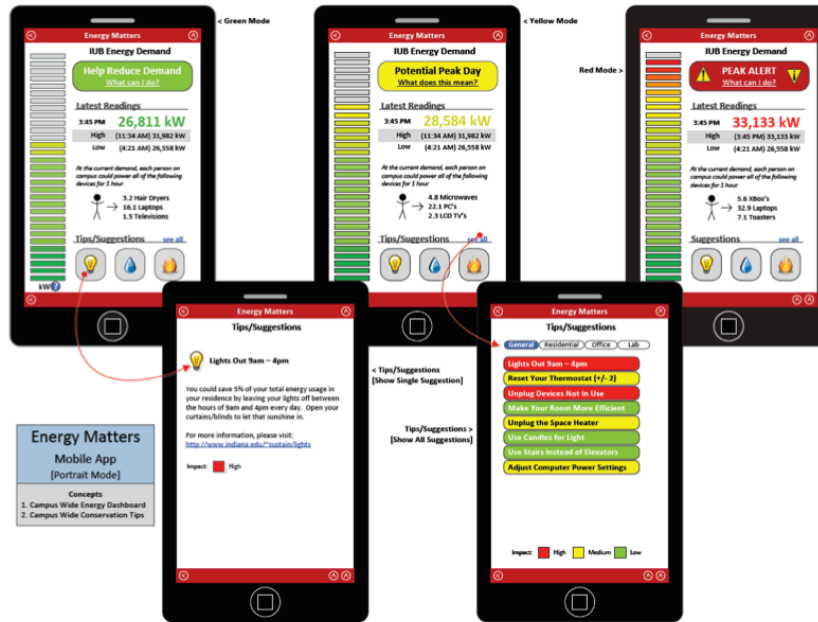 Energy Matters
IUB Energy Demand
Help Reduce Demand
What can I do?
Latest Readings
3:45 PM 26,811 kW
High (11:34 AM) 31,982 kW
Low (4:21 AM) 26,558 kW
At the current demand, each person on
campus could power all of the following
devices for 1 hour
3.2 Hair Dryers
16.1 Laptops
1.5 Televisions
Tips/Suggestions see all
kW?
< Green Mode
Energy Matters
IUB Energy Demand
Potential Peak Day
What does this mean?
Latest Readings
3:45 PM 28,584 kW
High (11:34 AM) 31,982 kW
Low (4:21 AM) 26,558 kW
At the current demand, each person on
campus could power all of the following
devices for 1 hour
4.8 Microwaves
22.1 PC's
2.3 LCD TV's
Tips/Suggestions see all
< Yellow Mode
Red Mode >
Energy Matters
IUB Energy Demand
PEAK ALERT
What can I do?
Latest Readings
3:45 PM 33,133 kW
High (3:45 PM) 33,133 kW
Low (4:21 AM) 26,558 kW
At the current demand, each person on
campus could power all of the following
devices for 1 hour
5.6 XBox's
32.9 Laptops
7.1 Toasters
Suggestions see all
Energy Matters
Mobile App
[Portrait Mode]
Concepts
1. Campus Wide Energy Dashboard
2. Campus Wide Conservation Tips
Energy Matters
Tips/Suggestions
Lights Out 9am – 4pm
You could save 5% of your total energy usage in
your residence by leaving your lights off between
the hours of 9am and 4pm every day. Open your
curtains/blinds to let that sunshine in.
For more information, please visit:
http://www.indiana.edu/~sustain/lights
Impact: High
< Tips/Suggestions
[Show Single Suggestion]
Tips/Suggestions >
[Show All Suggestions]
Energy Matters
Tips/Suggestions
General Residential Office Lab
Lights Out 9am – 4pm
Reset Your Thermostat (+/- 2)
Unplug Devices Not In Use
Make Your Room More Efficient
Unplug the Space Heater
Use Candles for Light
Use Stairs Instead of Elevators
Adjust Computer Power Settings
Impact: High Medium Low